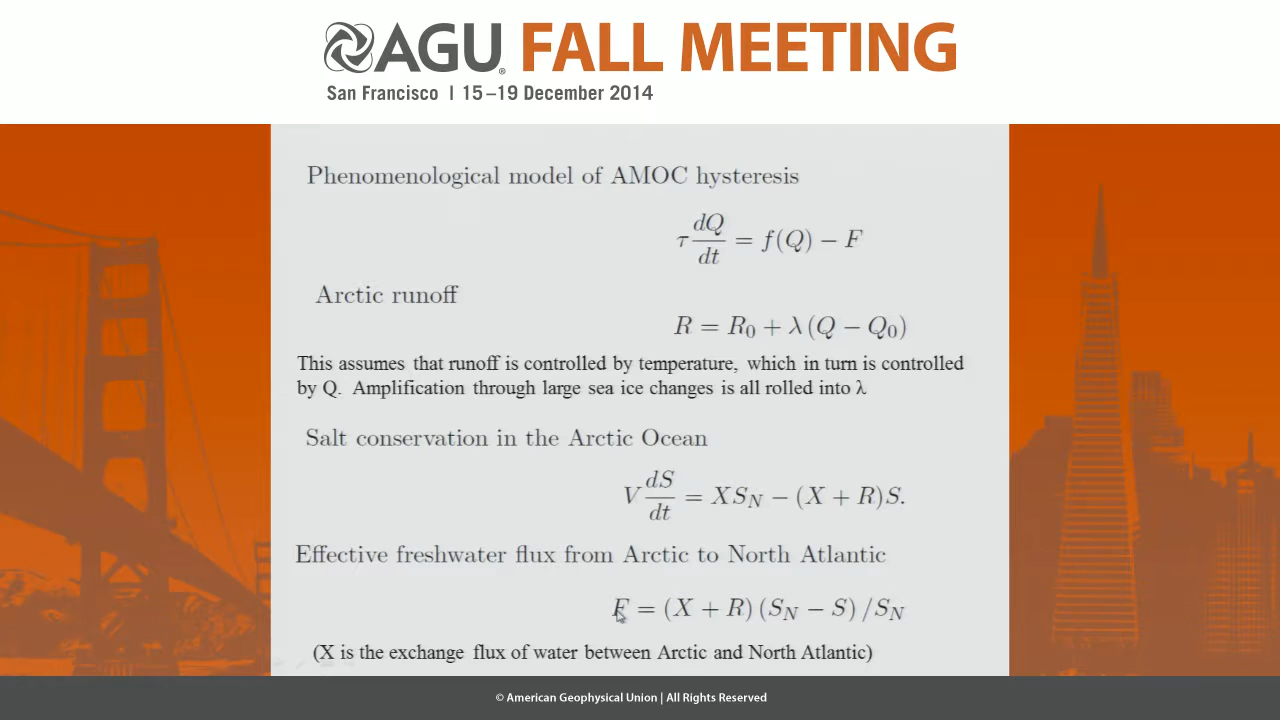 AGU® FALL MEETING
San Francisco | 15–19 December 2014
Phenomenological model of AMOC hysteresis
τ dQ/dt = f(Q) − F
Arctic runoff
R = R₀ + λ (Q − Q₀)
This assumes that runoff is controlled by temperature, which in turn is controlled
by Q. Amplification through large sea ice changes is all rolled into λ
Salt conservation in the Arctic Ocean
V dS/dt = XS_N − (X + R)S.
Effective freshwater flux from Arctic to North Atlantic
F = (X + R) (S_N − S) /S_N
(X is the exchange flux of water between Arctic and North Atlantic)
© American Geophysical Union | All Rights Reserved